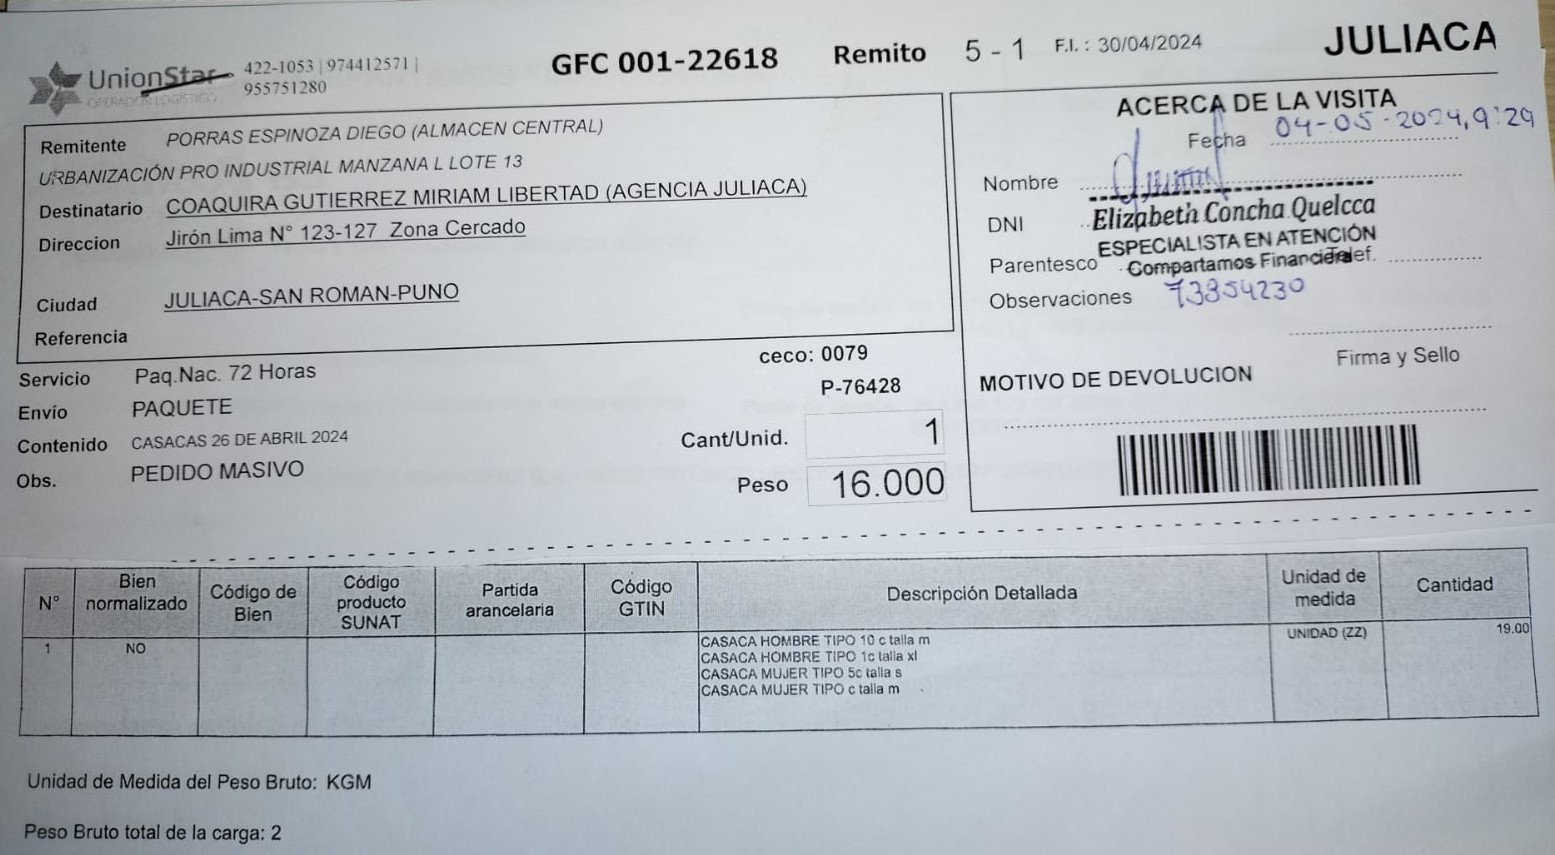 UnionStar
OPERADOR LOGÍSTICO
422-1053 | 974412571 |
955751280
GFC 001-22618 Remito 5 - 1 F.I. : 30/04/2024 JULIACA
Remitente PORRAS ESPINOZA DIEGO (ALMACEN CENTRAL)
URBANIZACIÓN PRO INDUSTRIAL MANZANA L LOTE 13
Destinatario COAQUIRA GUTIERREZ MIRIAM LIBERTAD (AGENCIA JULIACA)
Direccion Jirón Lima N° 123-127 Zona Cercado
Ciudad JULIACA-SAN ROMAN-PUNO
Referencia
Servicio Paq.Nac. 72 Horas
ceco: 0079
Envío PAQUETE
P-76428
Contenido CASACAS 26 DE ABRIL 2024
Cant/Unid. 1
Obs. PEDIDO MASIVO
Peso 16.000
ACERCA DE LA VISITA
Fecha 04-05-2024, 9:29
Nombre
DNI Elizabeth Concha Quelcca
ESPECIALISTA EN ATENCIÓN
Parentesco Compartamos Financiera Telef.
Observaciones 73854230
Firma y Sello
MOTIVO DE DEVOLUCION
N° Bien normalizado Código de Bien Código producto SUNAT Partida arancelaria Código GTIN Descripción Detallada Unidad de medida Cantidad
1 NO CASACA HOMBRE TIPO 10 c talla m UNIDAD (ZZ) 19.00
CASACA HOMBRE TIPO 1c talla xl
CASACA MUJER TIPO 5c talla s
CASACA MUJER TIPO c talla m
Unidad de Medida del Peso Bruto: KGM
Peso Bruto total de la carga: 2